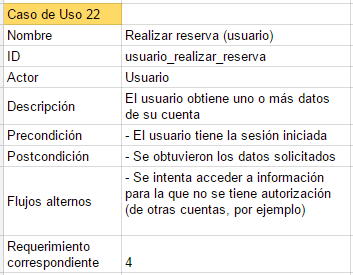 Caso de Uso 22
Nombre Realizar reserva (usuario)
ID usuario_realizar_reserva
Actor Usuario
Descripción El usuario obtiene uno o más datos
de su cuenta
Precondición - El usuario tiene la sesión iniciada
Postcondición - Se obtuvieron los datos solicitados
Flujos alternos - Se intenta acceder a información
para la que no se tiene autorización
(de otras cuentas, por ejemplo)
Requerimiento
correspondiente 4